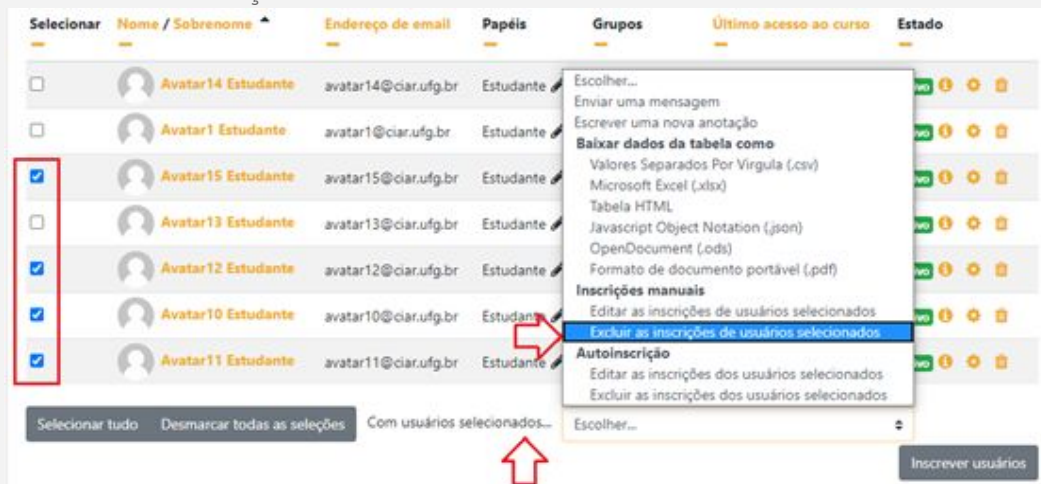 Selecionar Nome / Sobrenome Endereço de email Papéis Grupos Último acesso ao curso Estado
Avatar14 Estudante avatar14@ciar.ufg.br Estudante
Avatar1 Estudante avatar1@ciar.ufg.br Estudante
Avatar15 Estudante avatar15@ciar.ufg.br Estudante
Avatar13 Estudante avatar13@ciar.ufg.br Estudante
Avatar12 Estudante avatar12@ciar.ufg.br Estudante
Avatar10 Estudante avatar10@ciar.ufg.br Estudante
Avatar11 Estudante avatar11@ciar.ufg.br Estudante
Escolher...
Enviar uma mensagem
Escrever uma nova anotação
Baixar dados da tabela como
Valores Separados Por Virgula (.csv)
Microsoft Excel (.xlsx)
Tabela HTML
Javascript Object Notation (.json)
OpenDocument (.ods)
Formato de documento portável (.pdf)
Inscrições manuais
Editar as inscrições de usuários selecionados
Excluir as inscrições de usuários selecionados
Autoinscrição
Editar as inscrições dos usuários selecionados
Excluir as inscrições dos usuários selecionados
Selecionar tudo Desmarcar todas as seleções Com usuários selecionados... Escolher...
Inscrever usuários